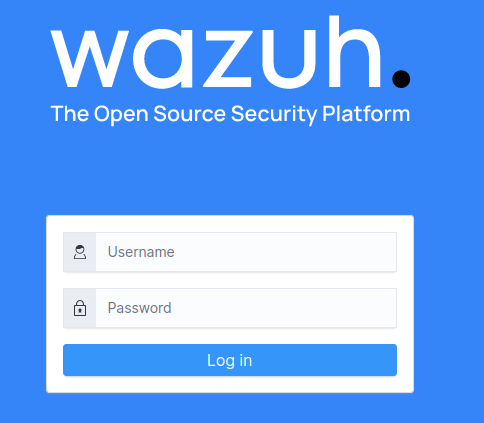 wazuh.
The Open Source Security Platform
Username
Password
Log in